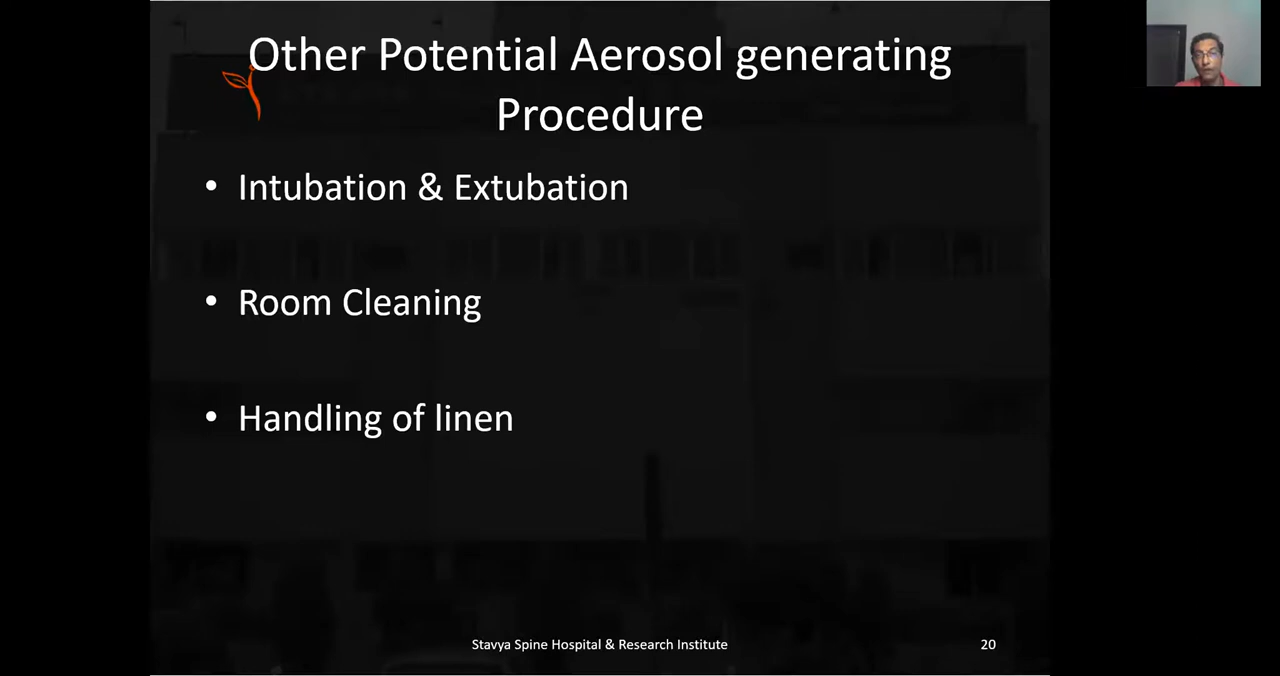 Other Potential Aerosol generating
Procedure
• Intubation & Extubation
• Room Cleaning
• Handling of linen
Stavya Spine Hospital & Research Institute
20